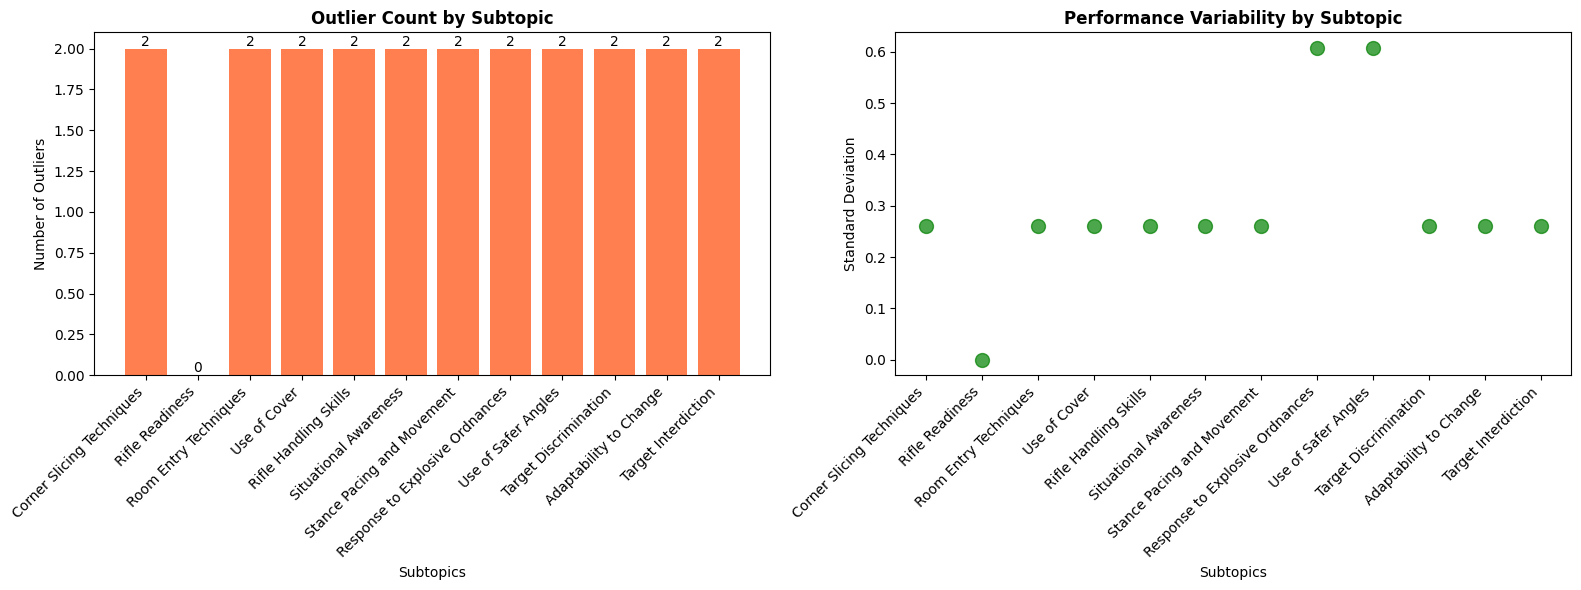 Outlier Count by Subtopic
2 0 2 2 2 2 2 2 2 2 2 2
2.00
1.75
1.50
1.25
1.00
0.75
0.50
0.25
0.00
Number of Outliers
Corner Slicing Techniques
Rifle Readiness
Room Entry Techniques
Use of Cover
Rifle Handling Skills
Situational Awareness
Stance Pacing and Movement
Response to Explosive Ordnances
Use of Safer Angles
Target Discrimination
Adaptability to Change
Target Interdiction
Subtopics
Performance Variability by Subtopic
0.6
0.5
0.4
0.3
0.2
0.1
0.0
Standard Deviation
Corner Slicing Techniques
Rifle Readiness
Room Entry Techniques
Use of Cover
Rifle Handling Skills
Situational Awareness
Stance Pacing and Movement
Response to Explosive Ordnances
Use of Safer Angles
Target Discrimination
Adaptability to Change
Target Interdiction
Subtopics